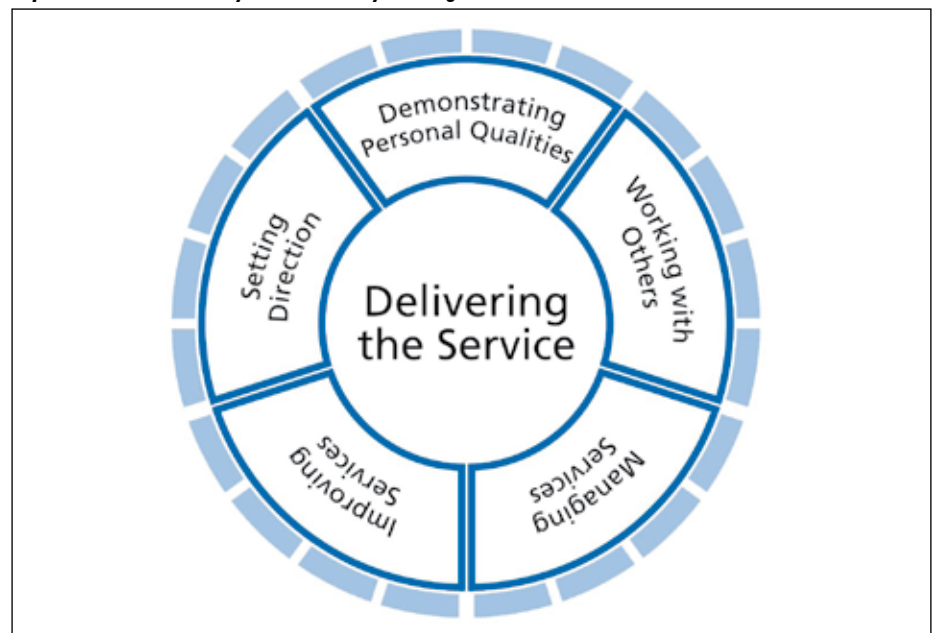 Demonstrating
Personal Qualities
Working with
Others
Managing
Services
Improving
Services
Setting
Direction
Delivering
the Service